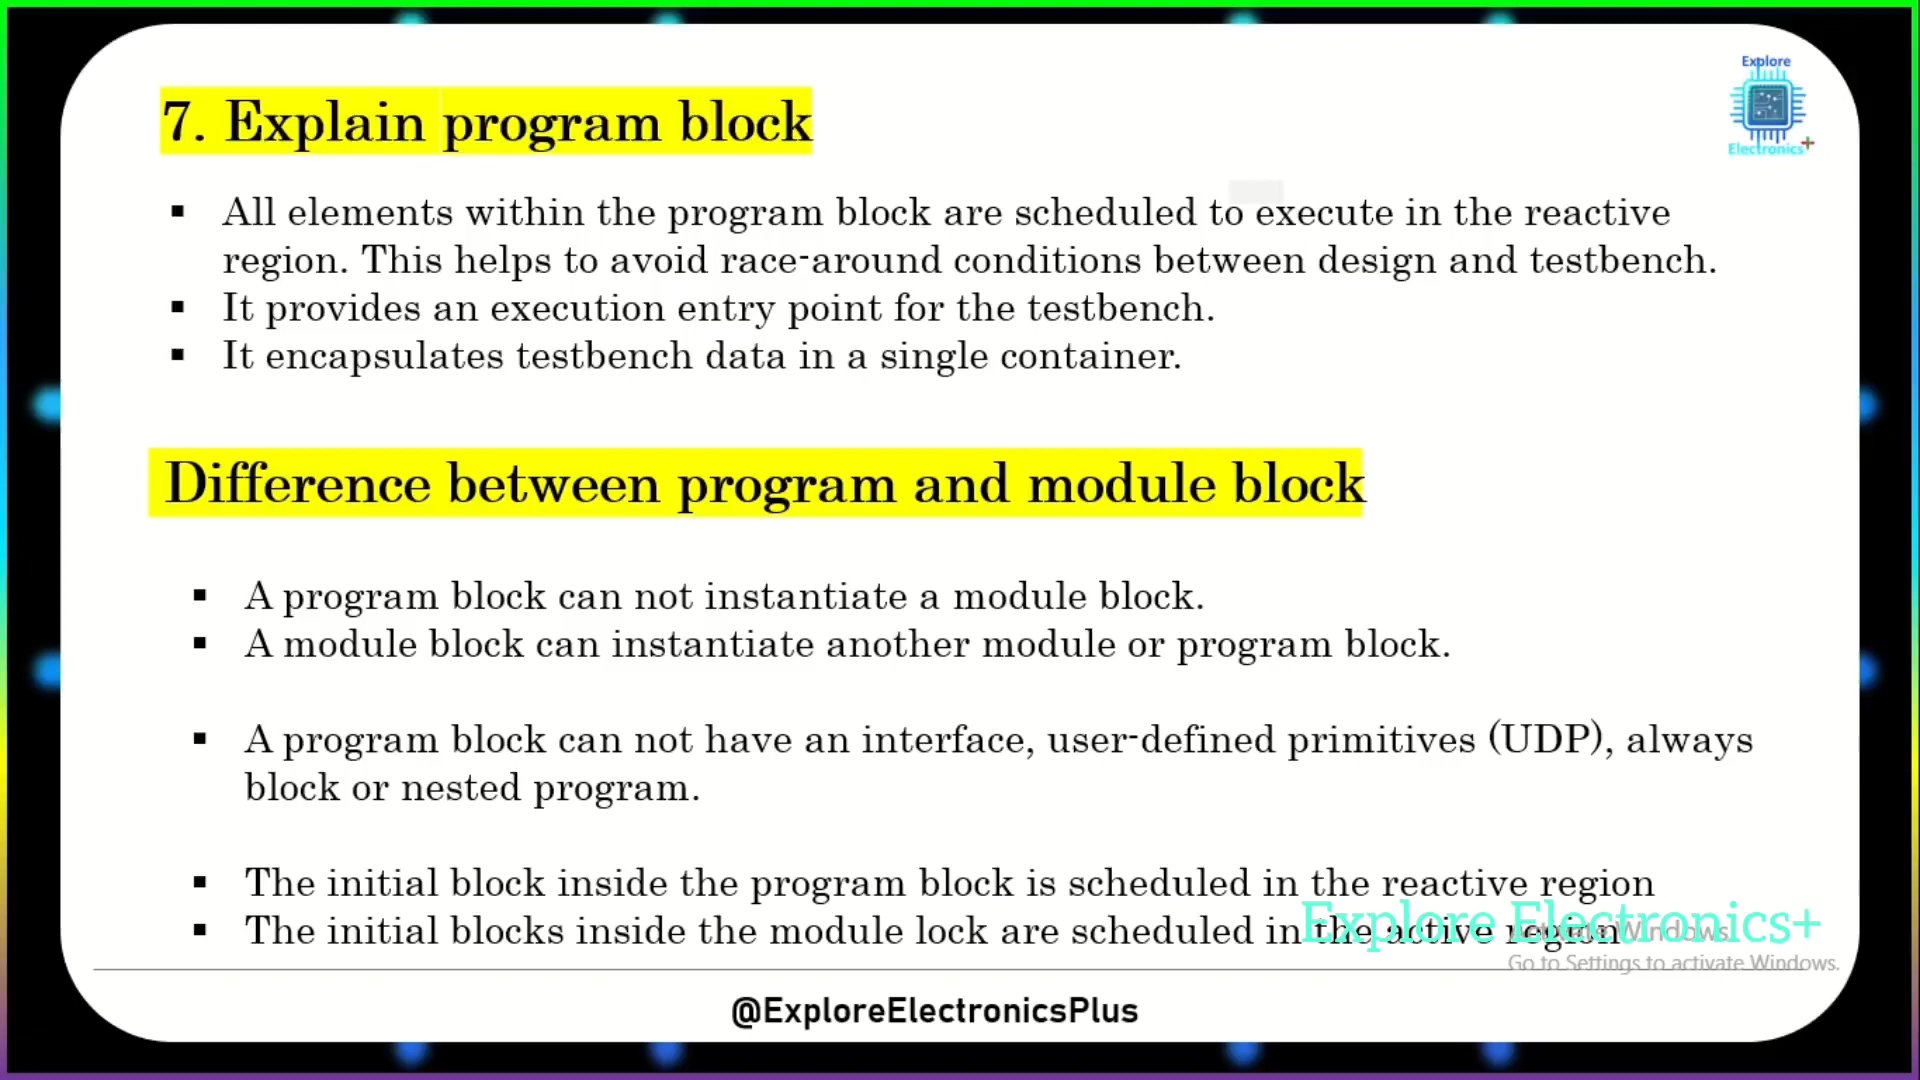 Explore
Electronics+
7. Explain program block
▪ All elements within the program block are scheduled to execute in the reactive
region. This helps to avoid race-around conditions between design and testbench.
▪ It provides an execution entry point for the testbench.
▪ It encapsulates testbench data in a single container.
Difference between program and module block
▪ A program block can not instantiate a module block.
▪ A module block can instantiate another module or program block.
▪ A program block can not have an interface, user-defined primitives (UDP), always
block or nested program.
▪ The initial block inside the program block is scheduled in the reactive region
▪ The initial blocks inside the module lock are scheduled in the active region
Explore Electronics+
Windows
Go to Settings to activate Windows.
@ExploreElectronicsPlus